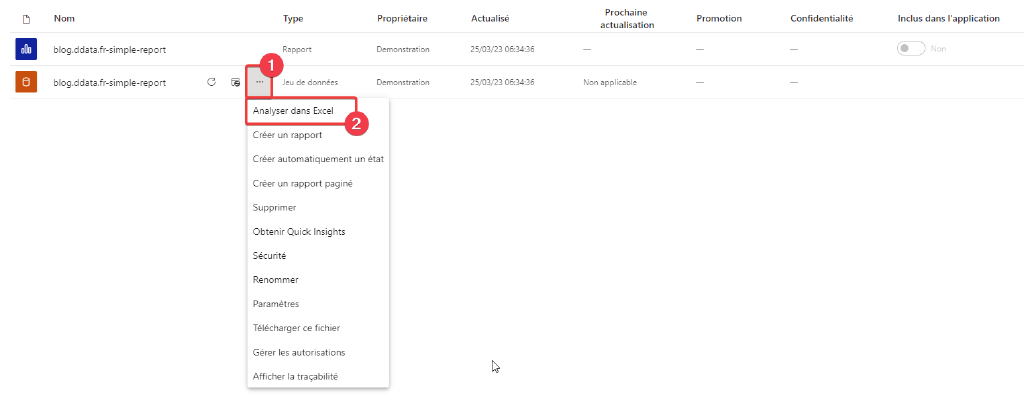 Nom Type Propriétaire Actualisé Prochaine actualisation Promotion Confidentialité Inclus dans l'application
blog.ddata.fr-simple-report Rapport Demonstration 25/03/23 06:34:36 — — — Non
1
blog.ddata.fr-simple-report ... Jeu de données Demonstration 25/03/23 06:34:36 Non applicable — —
Analyser dans Excel
2
Créer un rapport
Créer automatiquement un état
Créer un rapport paginé
Supprimer
Obtenir Quick Insights
Sécurité
Renommer
Paramètres
Télécharger ce fichier
Gérer les autorisations
Afficher la traçabilité